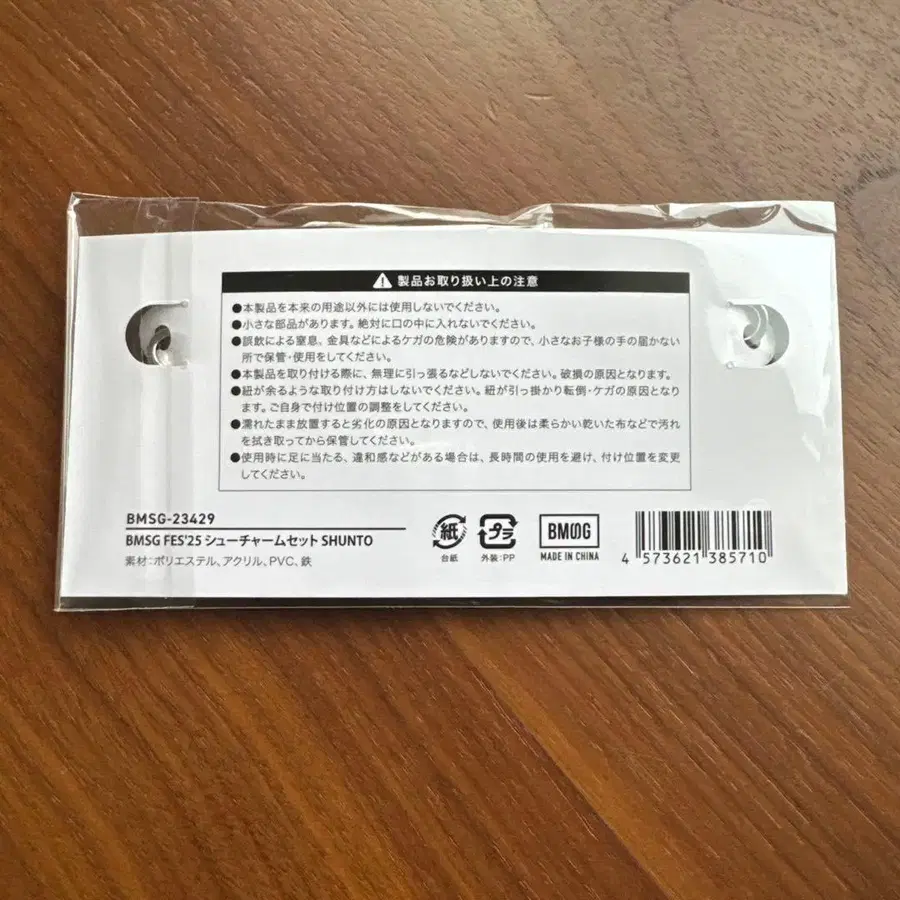 製品お取り扱い上の注意
●本製品を本来の用途以外には使用しないでください。
●小さな部品があります。絶対に口の中に入れないでください。
●誤飲による窒息、金具などによるケガの危険がありますので、小さなお子様の手の届かない
所で保管・使用をしてください。
●本製品を取り付ける際に、無理に引っ張るなどしないでください。破損の原因となります。
●紐が余るような取り付け方はしないでください。紐が引っ掛かり転倒・ケガの原因となり
ます。ご自身で付け位置の調整をしてください。
●濡れたまま放置すると劣化の原因となりますので、使用後は柔らかい乾いた布などで汚れ
を拭き取ってから保管してください。
●使用時に足に当たる、違和感などがある場合は、長時間の使用を避け、付け位置を変更
してください。
BMSG-23429
BMSG FES'25 シューチャームセット SHUNTO
素材:ポリエステル、アクリル、PVC、鉄
紙
台紙
プラ
外装:PP
BMSG
MADE IN CHINA
4 573621 385710